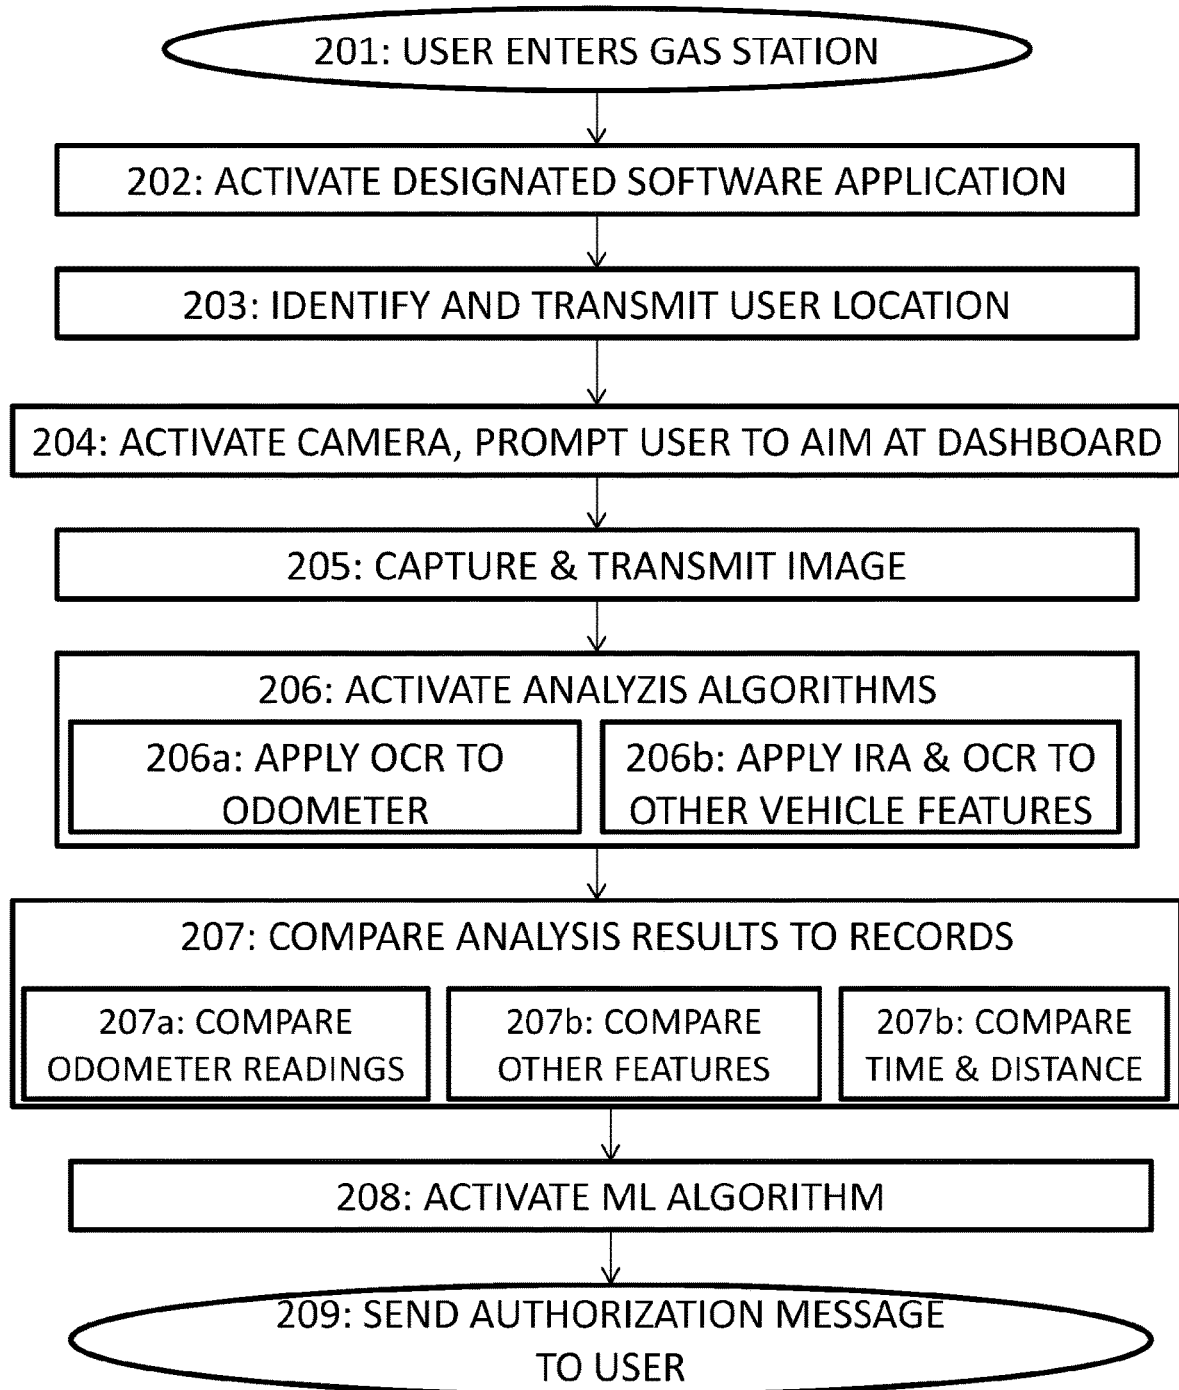 201: USER ENTERS GAS STATION
202: ACTIVATE DESIGNATED SOFTWARE APPLICATION
203: IDENTIFY AND TRANSMIT USER LOCATION
204: ACTIVATE CAMERA, PROMPT USER TO AIM AT DASHBOARD
205: CAPTURE & TRANSMIT IMAGE
206: ACTIVATE ANALYZIS ALGORITHMS
206a: APPLY OCR TO
ODOMETER
206b: APPLY IRA & OCR TO
OTHER VEHICLE FEATURES
207: COMPARE ANALYSIS RESULTS TO RECORDS
207a: COMPARE
ODOMETER READINGS
207b: COMPARE
OTHER FEATURES
207b: COMPARE
TIME & DISTANCE
208: ACTIVATE ML ALGORITHM
209: SEND AUTHORIZATION MESSAGE
TO USER